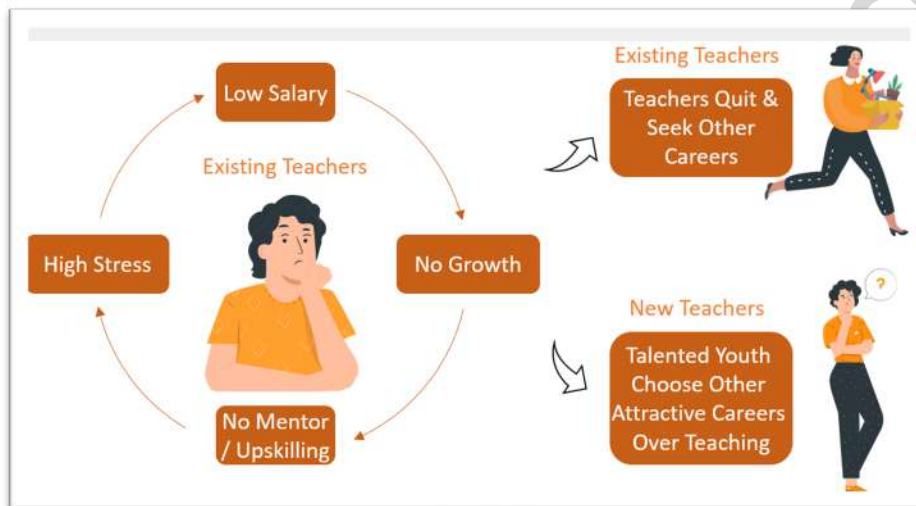 Low Salary
Existing Teachers
High Stress
No Growth
No Mentor
/ Upskilling
Existing Teachers
Teachers Quit &
Seek Other
Careers
?
New Teachers
Talented Youth
Choose Other
Attractive Careers
Over Teaching